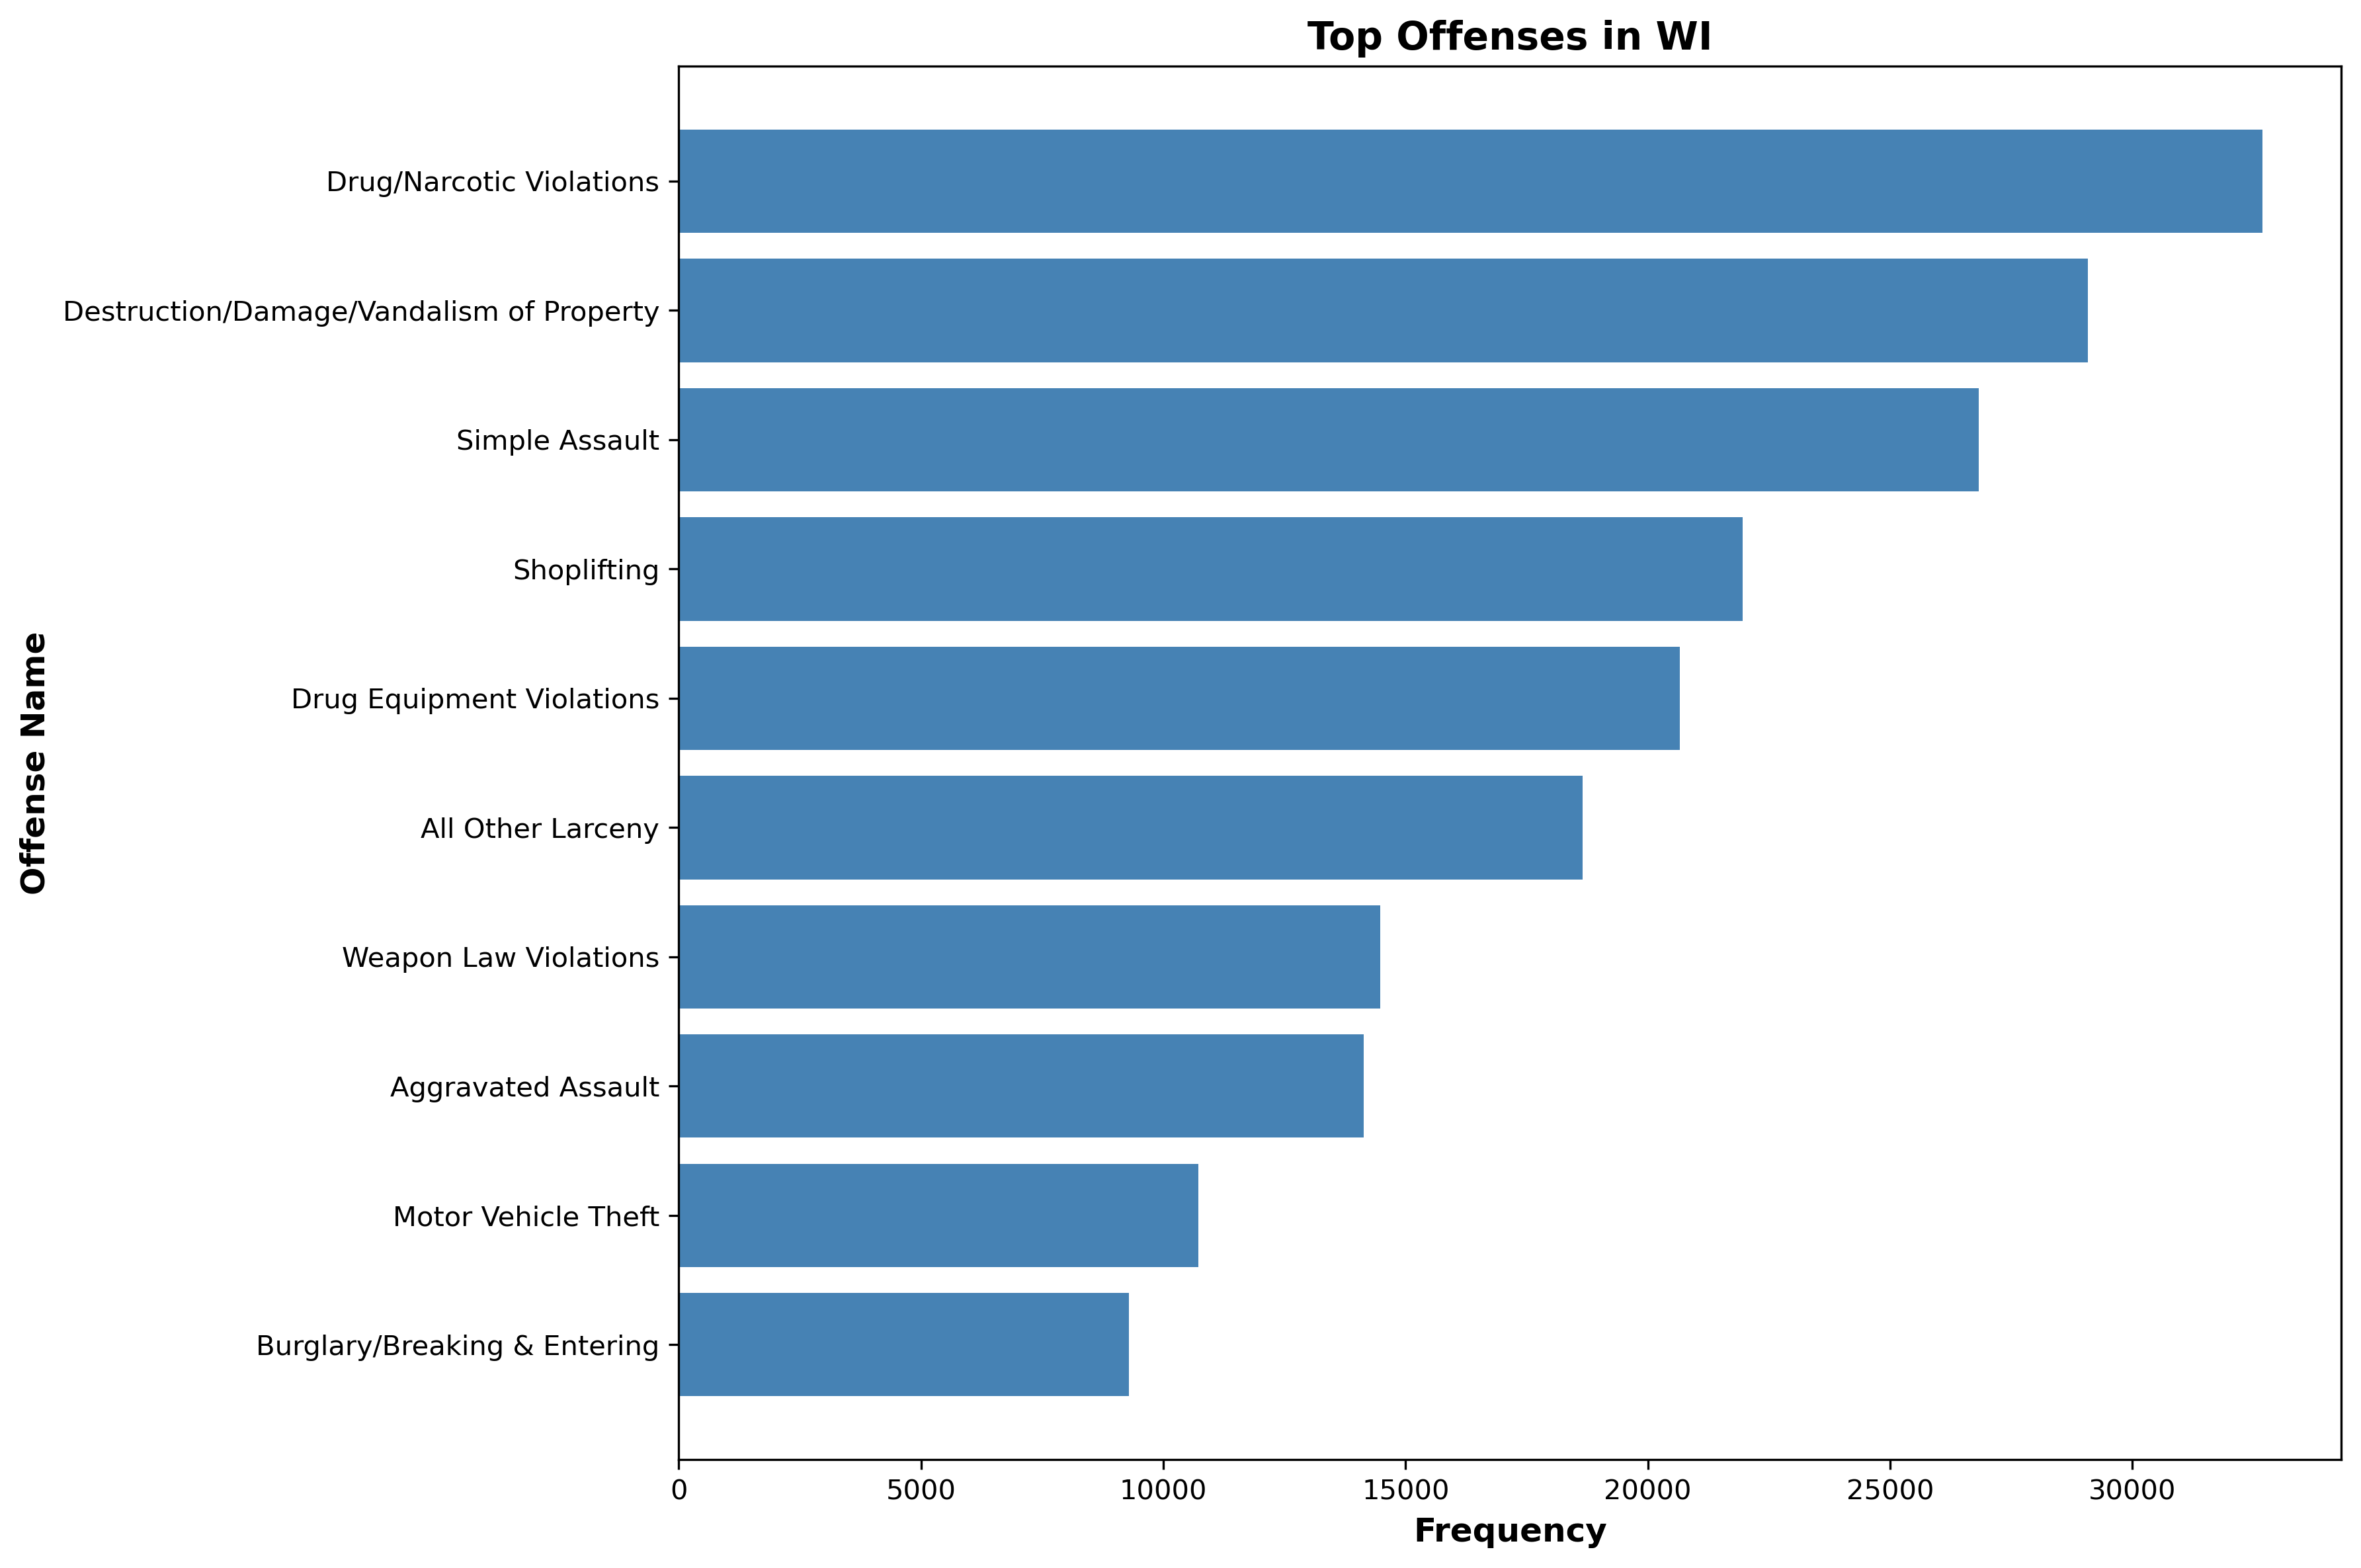 Top Offenses in WI
Offense Name
Drug/Narcotic Violations
Destruction/Damage/Vandalism of Property
Simple Assault
Shoplifting
Drug Equipment Violations
All Other Larceny
Weapon Law Violations
Aggravated Assault
Motor Vehicle Theft
Burglary/Breaking & Entering
0 5000 10000 15000 20000 25000 30000
Frequency